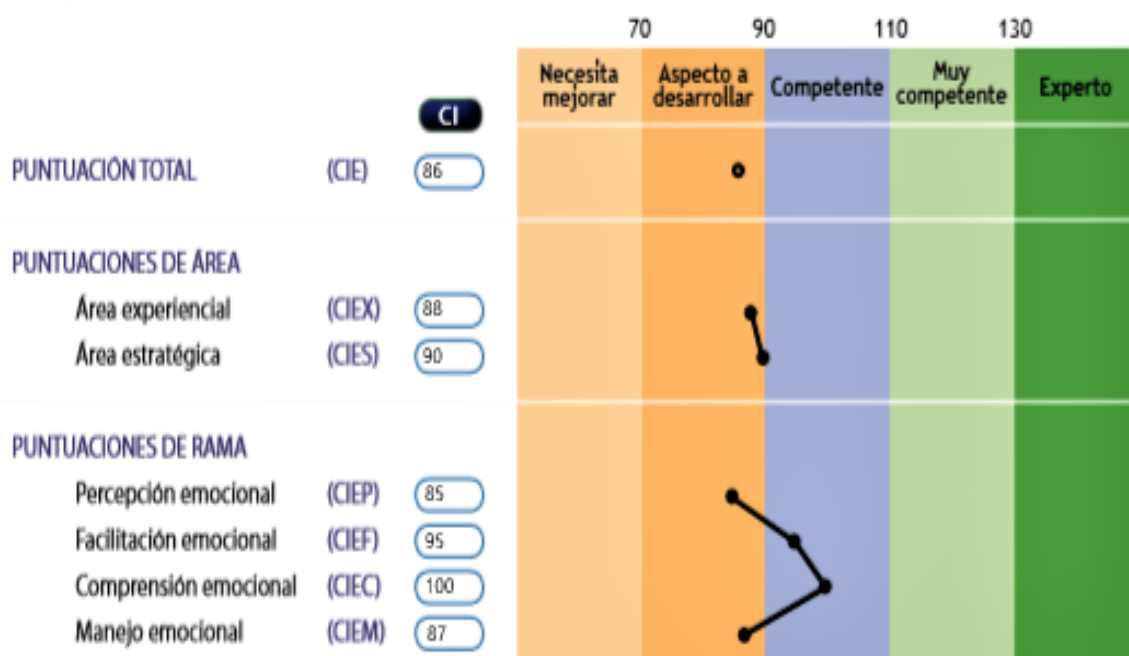 70 90 110 130
Necesita mejorar Aspecto a desarrollar Competente Muy competente Experto
CI
PUNTUACIÓN TOTAL (CIE) 86
PUNTUACIONES DE ÁREA
Área experiencial (CIEX) 88
Área estratégica (CIES) 90
PUNTUACIONES DE RAMA
Percepción emocional (CIEP) 85
Facilitación emocional (CIEF) 95
Comprensión emocional (CIEC) 100
Manejo emocional (CIEM) 87